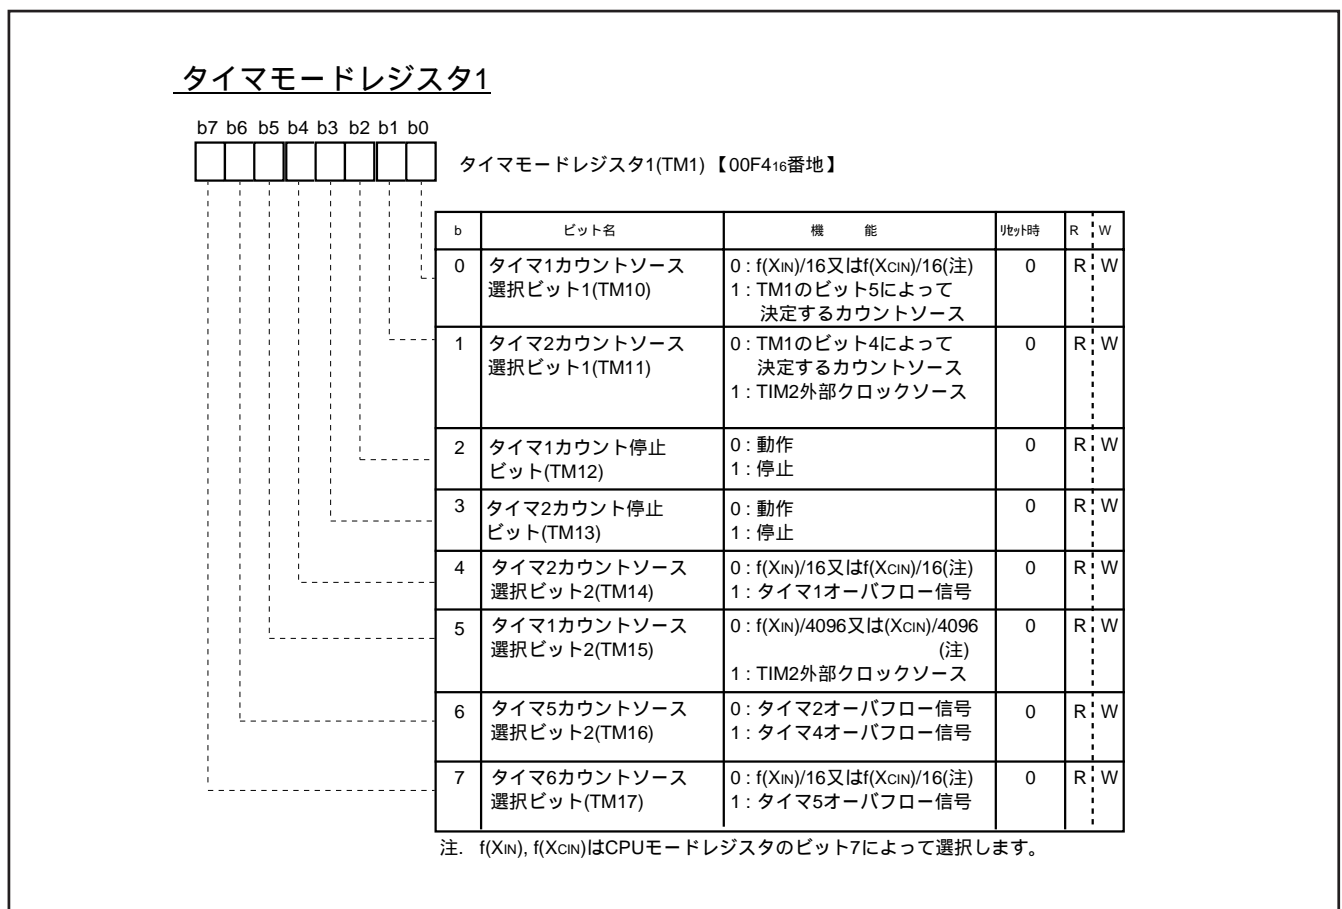 タイマモードレジスタ1
b7 b6 b5 b4 b3 b2 b1 b0
タイマモードレジスタ1(TM1)【00F416番地】
b ビット名 機 能 リセット時 R W
0 タイマ1カウントソース 0 : f(XIN)/16又はf(XCIN)/16(注) 0 R W
選択ビット1(TM10) 1 : TM1のビット5によって
決定するカウントソース
1 タイマ2カウントソース 0 : TM1のビット4によって 0 R W
選択ビット1(TM11) 決定するカウントソース
1 : TIM2外部クロックソース
2 タイマ1カウント停止 0 : 動作 0 R W
ビット(TM12) 1 : 停止
3 タイマ2カウント停止 0 : 動作 0 R W
ビット(TM13) 1 : 停止
4 タイマ2カウントソース 0 : f(XIN)/16又はf(XCIN)/16(注) 0 R W
選択ビット2(TM14) 1 : タイマ1オーバフロー信号
5 タイマ1カウントソース 0 : f(XIN)/4096又は(XCIN)/4096 0 R W
選択ビット2(TM15) (注)
1 : TIM2外部クロックソース
6 タイマ5カウントソース 0 : タイマ2オーバフロー信号 0 R W
選択ビット2(TM16) 1 : タイマ4オーバフロー信号
7 タイマ6カウントソース 0 : f(XIN)/16又はf(XCIN)/16(注) 0 R W
選択ビット(TM17) 1 : タイマ5オーバフロー信号
注. f(XIN), f(XCIN)はCPUモードレジスタのビット7によって選択します。